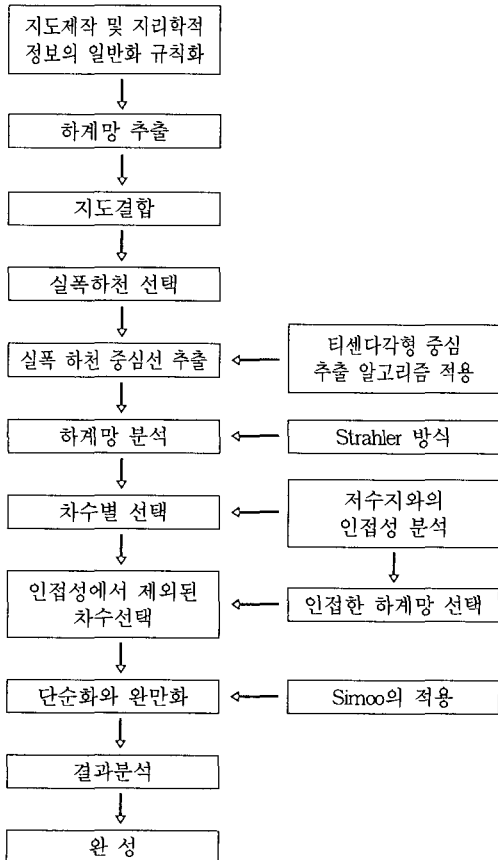 지도제작 및 지리학적
정보의 일반화 규칙화
하계망 추출
지도결합
실폭하천 선택
실폭 하천 중심선 추출
티센다각형 중심
추출 알고리즘 적용
하계망 분석
Strahler 방식
차수별 선택
저수지와의
인접성 분석
인접성에서 제외된
차수선택
인접한 하계망 선택
단순화와 완만화
Simoo의 적용
결과분석
완 성